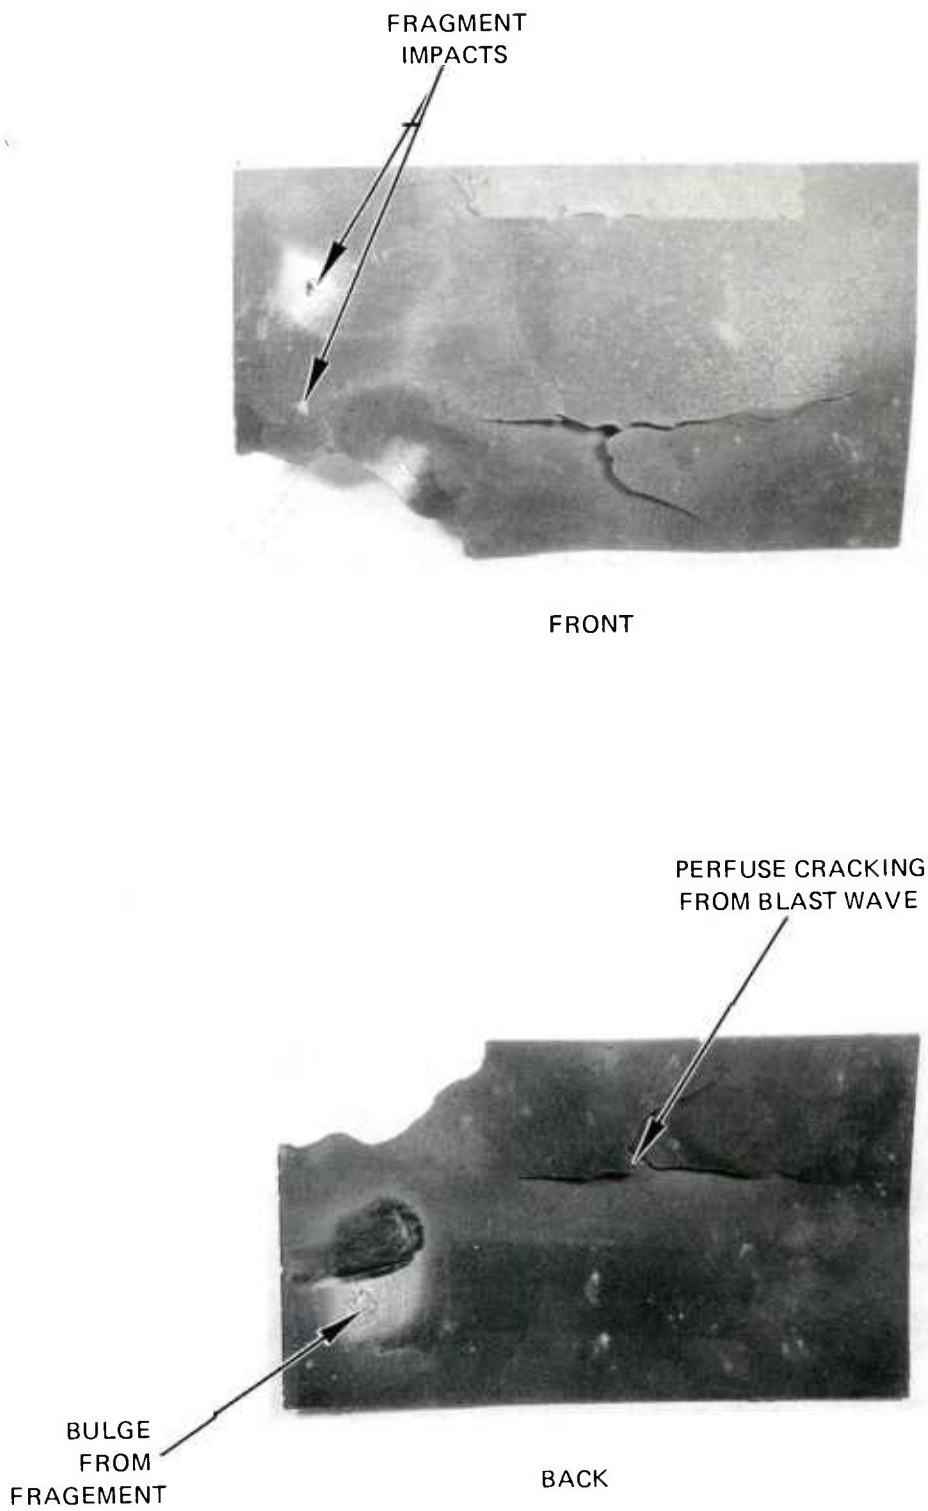 FRAGMENT
IMPACTS
FRONT
PERFUSE CRACKING
FROM BLAST WAVE
BULGE
FROM
FRAGEMENT
BACK